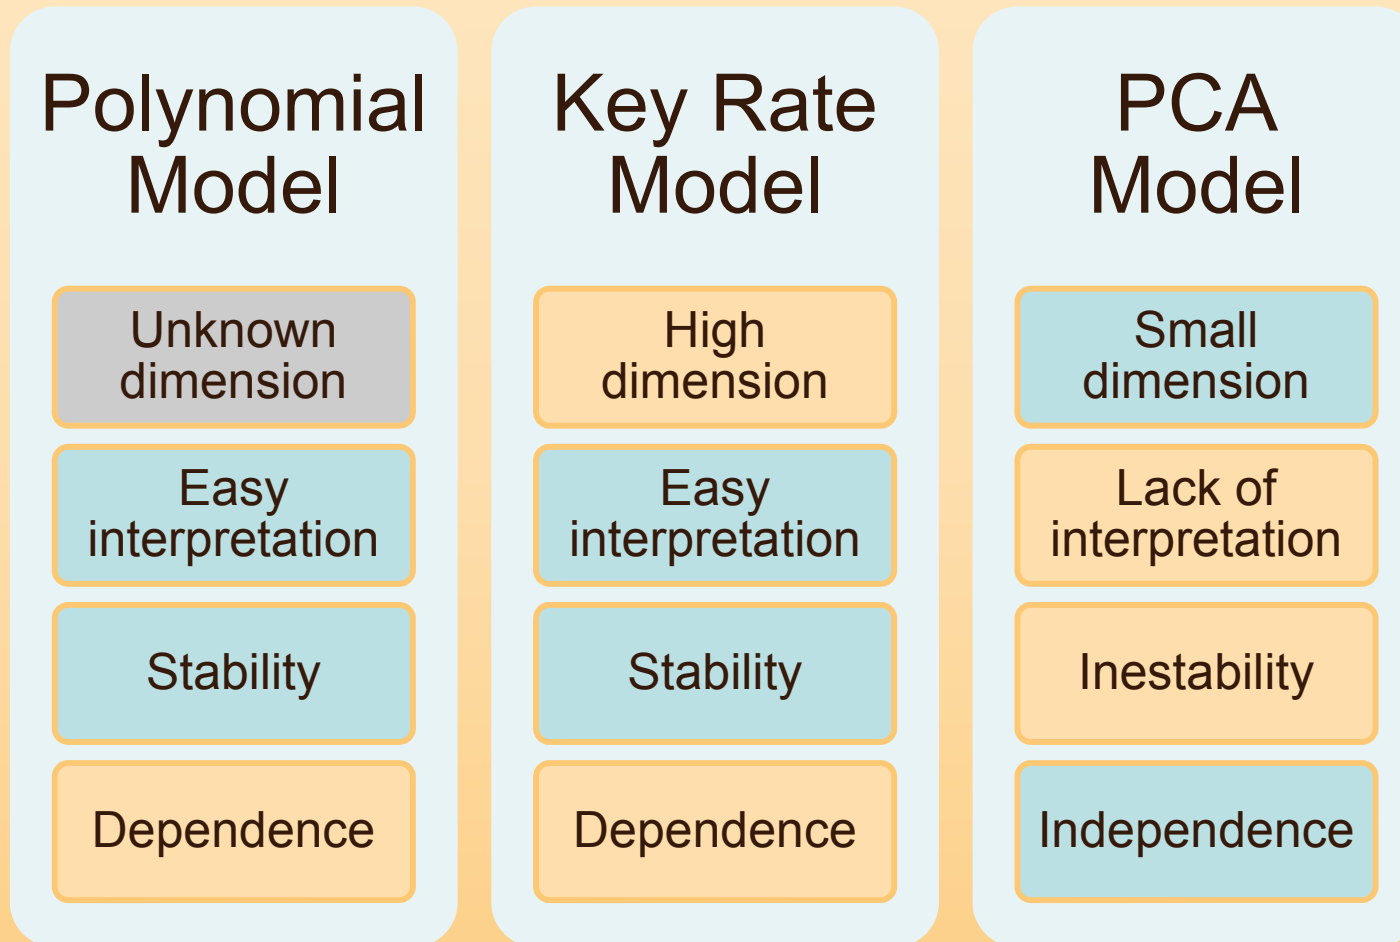 Polynomial
Model
Unknown
dimension
Easy
interpretation
Stability
Dependence
Key Rate
Model
High
dimension
Easy
interpretation
Stability
Dependence
PCA
Model
Small
dimension
Lack of
interpretation
Inestability
Independence